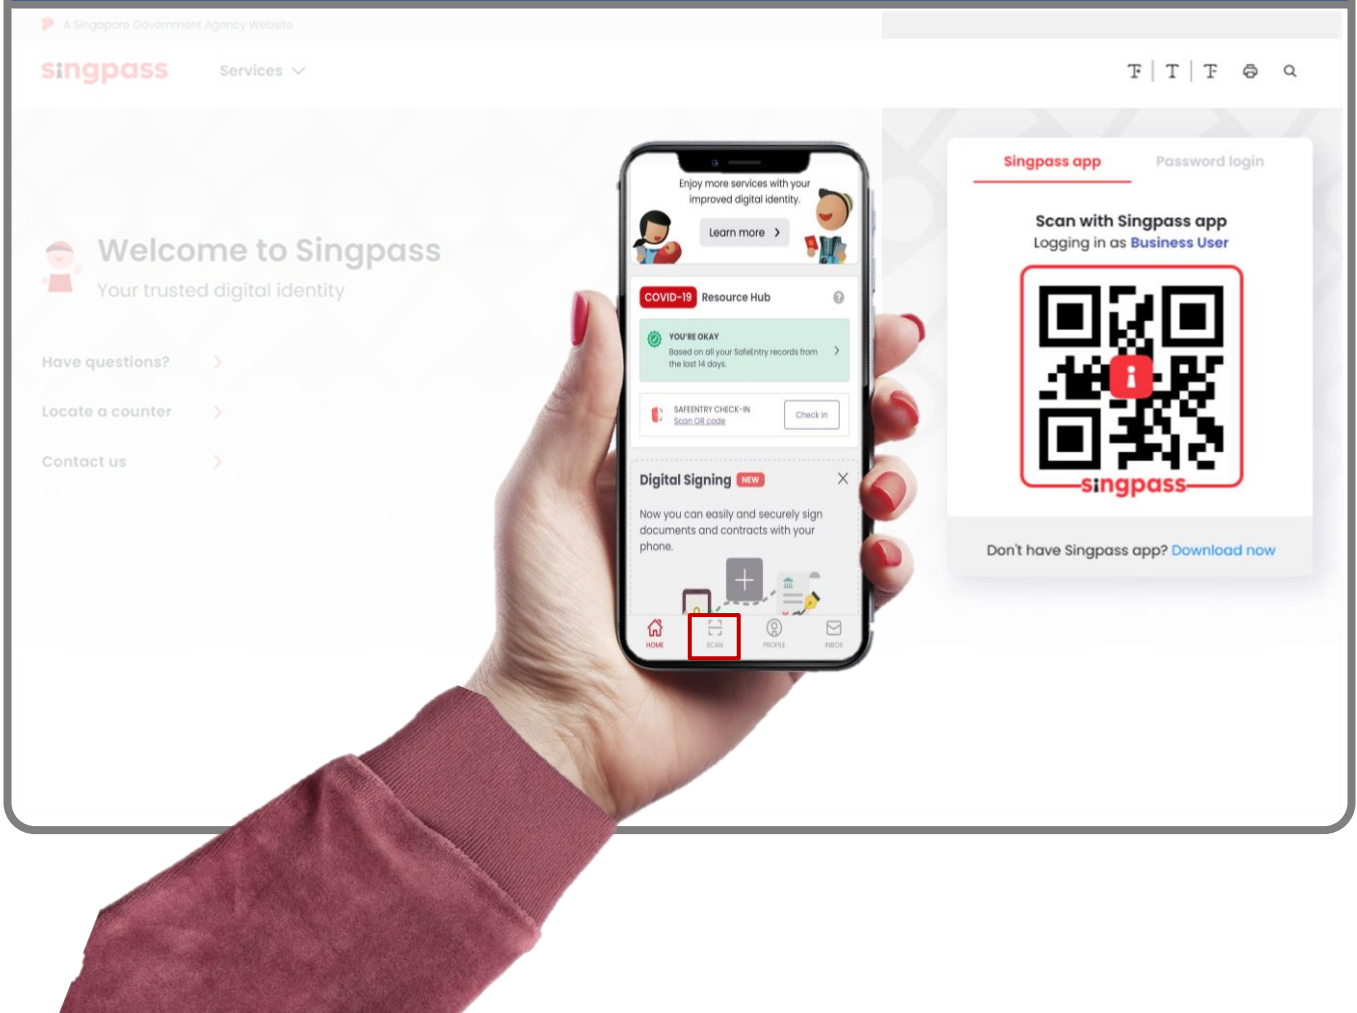 A Singapore Government Agency Website
singpass
Services
T+ | T | T-
Welcome to Singpass
Your trusted digital identity
Have questions?
Locate a counter
Contact us
Enjoy more services with your
improved digital identity.
Learn more
COVID-19 Resource Hub
?
YOU'RE OKAY
Based on all your SafeEntry records from
the last 14 days.
SAFEENTRY CHECK-IN
Scan QR code
Check in
Digital Signing NEW
Now you can easily and securely sign
documents and contracts with your
phone.
HOME
SCAN
PROFILE
INBOX
Singpass app
Password login
Scan with Singpass app
Logging in as Business User
singpass
Don't have Singpass app? Download now